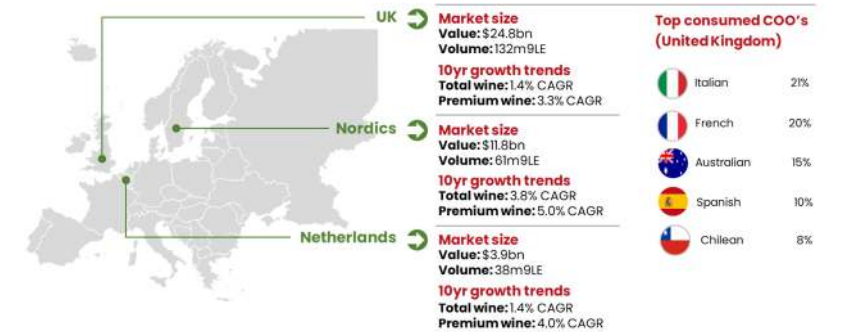 UK
Market size
Value: $24.8bn
Volume: 132m9LE
10yr growth trends
Total wine: 1.4% CAGR
Premium wine: 3.3% CAGR
Nordics
Market size
Value: $11.8bn
Volume: 61m9LE
10yr growth trends
Total wine: 3.8% CAGR
Premium wine: 5.0% CAGR
Netherlands
Market size
Value: $3.9bn
Volume: 38m9LE
10yr growth trends
Total wine: 1.4% CAGR
Premium wine: 4.0% CAGR
Top consumed COO's
(United Kingdom)
Italian 21%
French 20%
Australian 15%
Spanish 10%
Chilean 8%